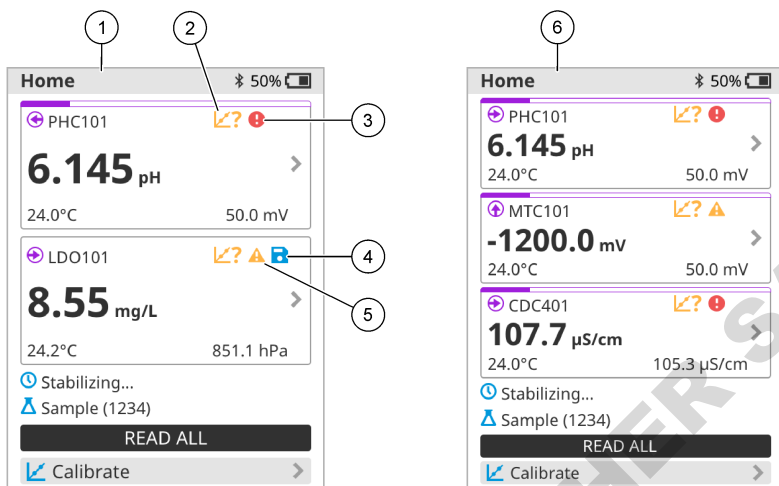 1
2
6
Home 50%
PHC101 ?
6.145 pH
24.0°C 50.0 mV
3
LDO101 ?
8.55 mg/L
24.2°C 851.1 hPa
4
5
Stabilizing...
Sample (1234)
READ ALL
Calibrate
Home 50%
PHC101 ?
6.145 pH
24.0°C 50.0 mV
MTC101 ?
-1200.0 mV
24.0°C 50.0 mV
CDC401 ?
107.7 µS/cm
24.0°C 105.3 µS/cm
Stabilizing...
Sample (1234)
READ ALL
Calibrate